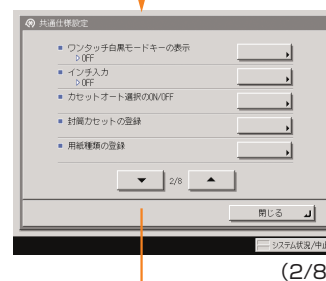 共通仕様設定
ワンタッチ白黒モードキーの表示
▷OFF
インチ入力
▷OFF
カセットオート選択のON/OFF
封筒カセットの登録
用紙種類の登録
▼ 2/8 ▲
閉じる
システム状況/中止
(2/8